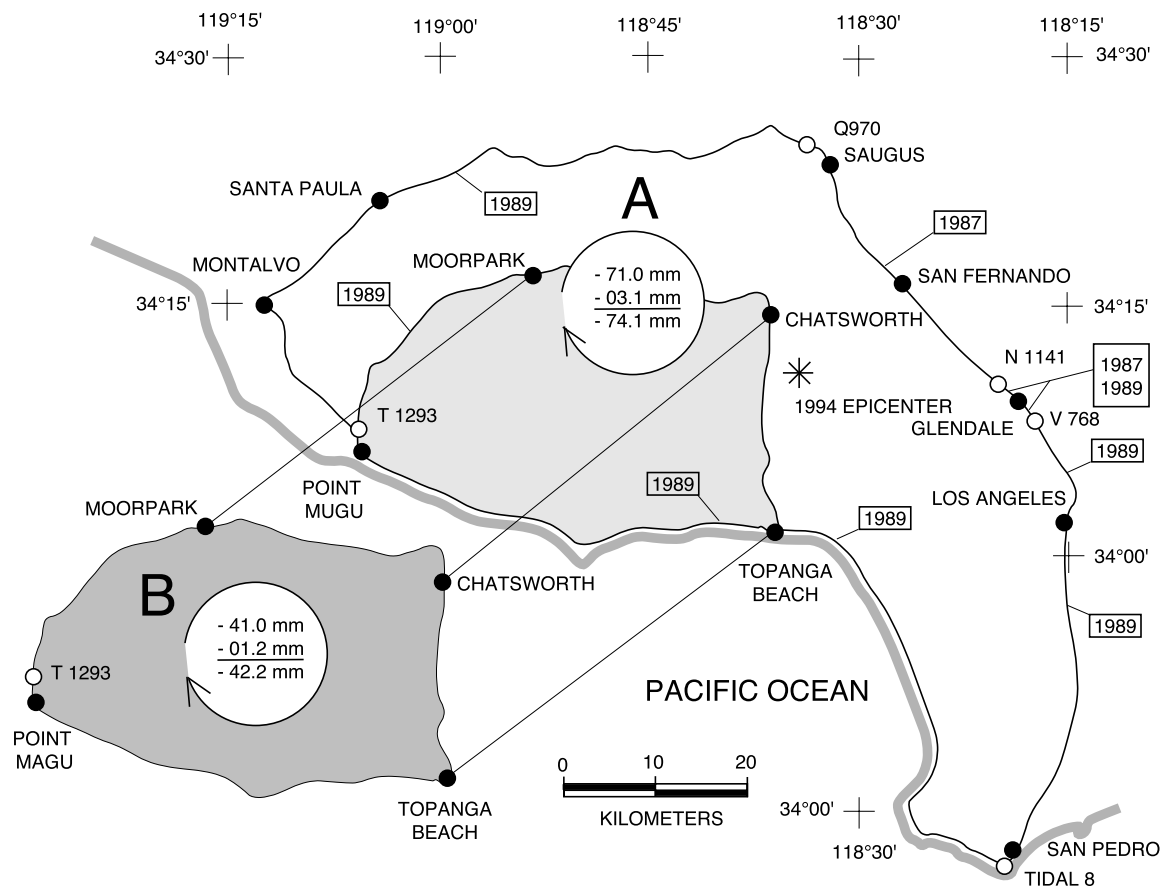 119°15'
119°00'
118°45'
118°30'
118°15'
34°30'
34°30'
Q970
SAUGUS
SANTA PAULA
1989
A
1987
MONTALVO
MOORPARK
- 71.0 mm
- 03.1 mm
- 74.1 mm
SAN FERNANDO
1989
34°15'
34°15'
CHATSWORTH
N 1141
1987
1989
1994 EPICENTER
T 1293
GLENDALE
V 768
1989
POINT
MUGU
1989
LOS ANGELES
MOORPARK
1989
34°00'
TOPANGA
BEACH
B
CHATSWORTH
- 41.0 mm
- 01.2 mm
- 42.2 mm
1989
T 1293
PACIFIC OCEAN
POINT
MAGU
0
10
20
KILOMETERS
TOPANGA
BEACH
34°00'
118°30'
SAN PEDRO
TIDAL 8